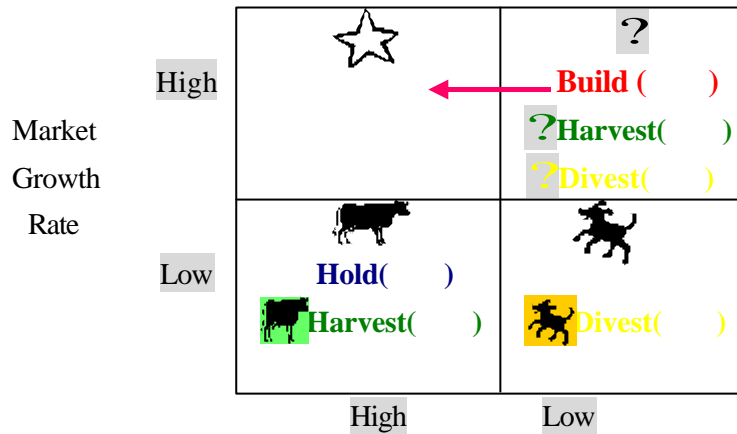 ?
High
Build (       )
Market
?Harvest(       )
Growth
?Divest(       )
Rate
Low
Hold(       )
Harvest(       )
Divest(       )
High
Low